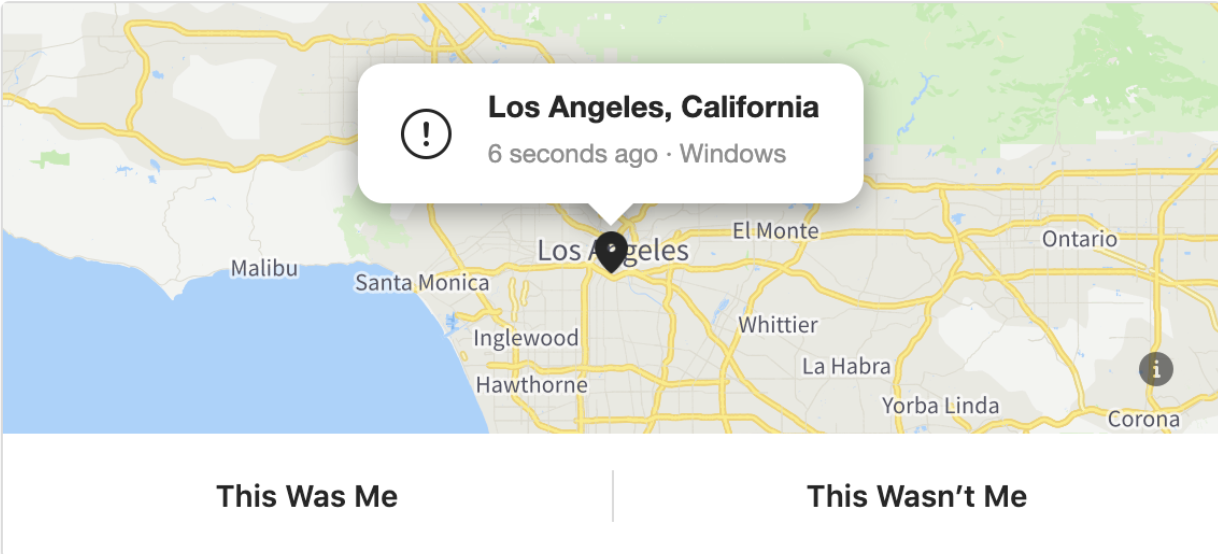 Los Angeles, California
6 seconds ago · Windows
Los Angeles
El Monte
Ontario
Malibu
Santa Monica
Inglewood
Whittier
La Habra
Hawthorne
Yorba Linda
Corona
This Was Me
This Wasn’t Me